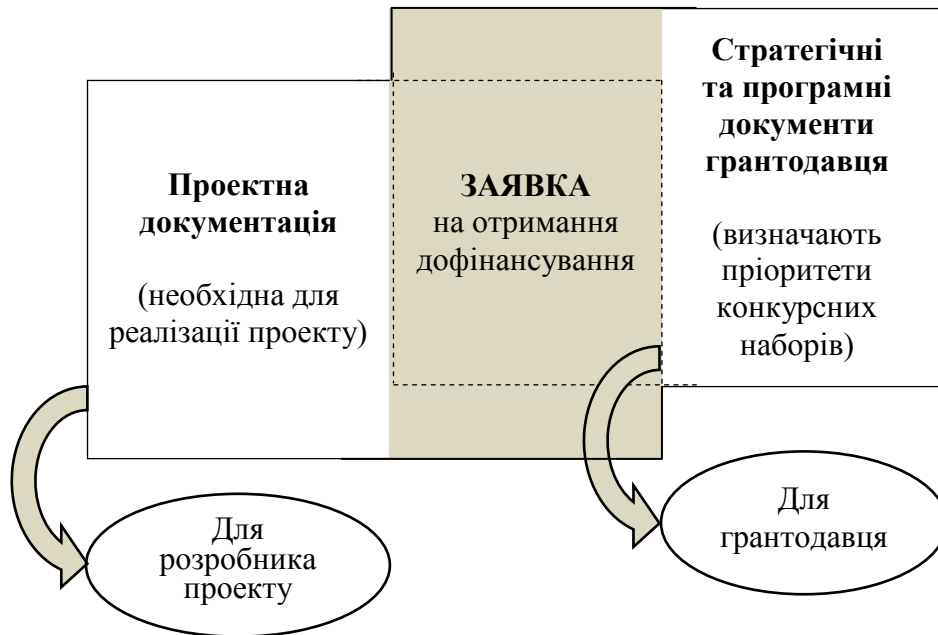 Проектна
документація
(необхідна для
реалізації проекту)
ЗАЯВКА
на отримання
дофінансування
Стратегічні
та програмні
документи
грантодавця
(визначають
пріоритети
конкурсних
наборів)
Для
розробника
проекту
Для
грантодавця